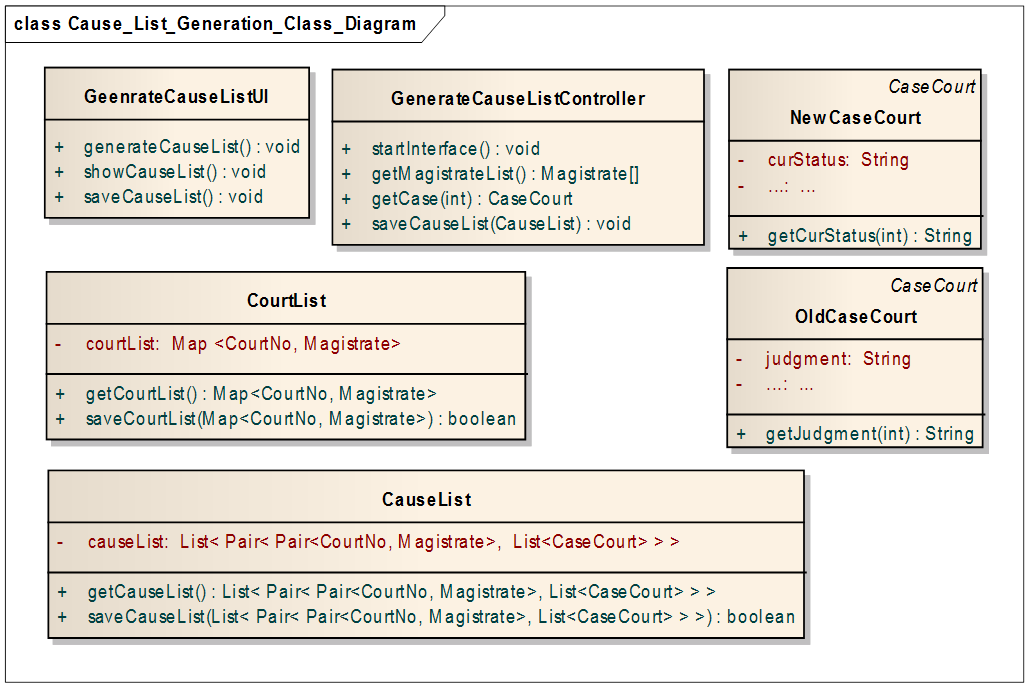 class Cause_List_Generation_Class_Diagram
GeenrateCauseListUI
+ generateCauseList() : void
+ showCauseList() : void
+ saveCauseList() : void
GenerateCauseListController
+ startInterface() : void
+ getMagistrateList() : Magistrate[]
+ getCase(int) : CaseCourt
+ saveCauseList(CauseList) : void
CaseCourt
NewCaseCourt
- curStatus: String
- ...: ...
+ getCurStatus(int) : String
CourtList
- courtList: Map <CourtNo, Magistrate>
+ getCourtList() : Map<CourtNo, Magistrate>
+ saveCourtList(Map<CourtNo, Magistrate>) : boolean
CaseCourt
OldCaseCourt
- judgment: String
- ...: ...
+ getJudgment(int) : String
CauseList
- causeList: List< Pair< Pair<CourtNo, Magistrate>, List<CaseCourt> > >
+ getCauseList() : List< Pair< Pair<CourtNo, Magistrate>, List<CaseCourt> > >
+ saveCauseList(List< Pair< Pair<CourtNo, Magistrate>, List<CaseCourt> > >) : boolean